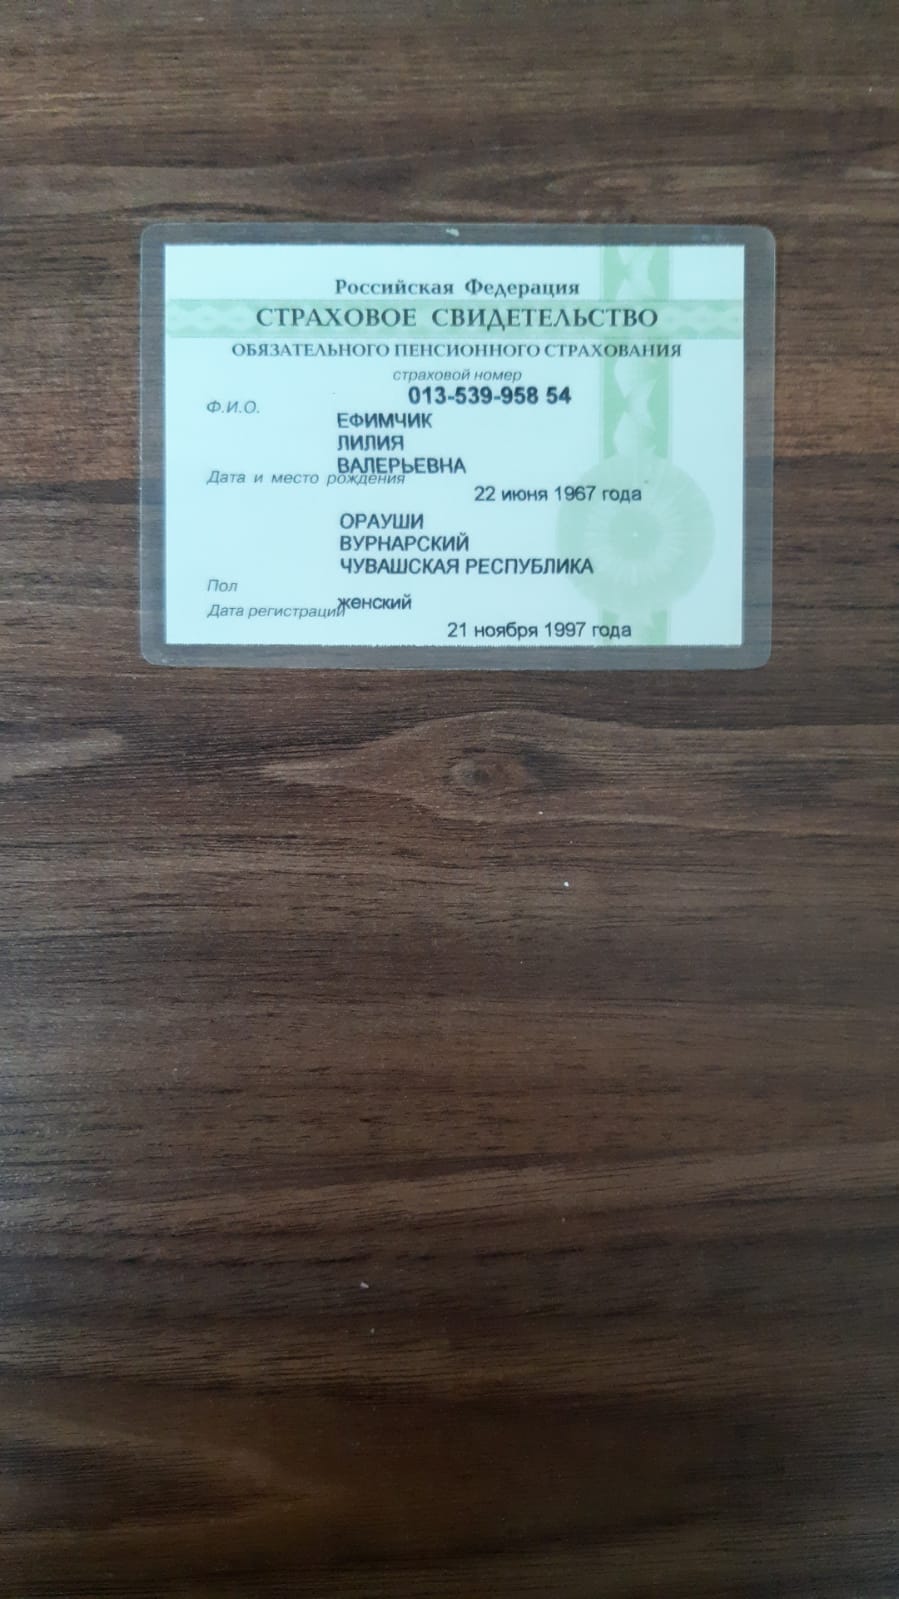 Российская Федерация
СТРАХОВОЕ СВИДЕТЕЛЬСТВО
ОБЯЗАТЕЛЬНОГО ПЕНСИОННОГО СТРАХОВАНИЯ
страховой номер
013-539-958 54
Ф.И.О.
ЕФИМЧИК
ЛИЛИЯ
ВАЛЕРЬЕВНА
Дата и место рождения
22 июня 1967 года
ОРАУШИ
ВУРНАРСКИЙ
ЧУВАШСКАЯ РЕСПУБЛИКА
Пол
женский
Дата регистрации
21 ноября 1997 года